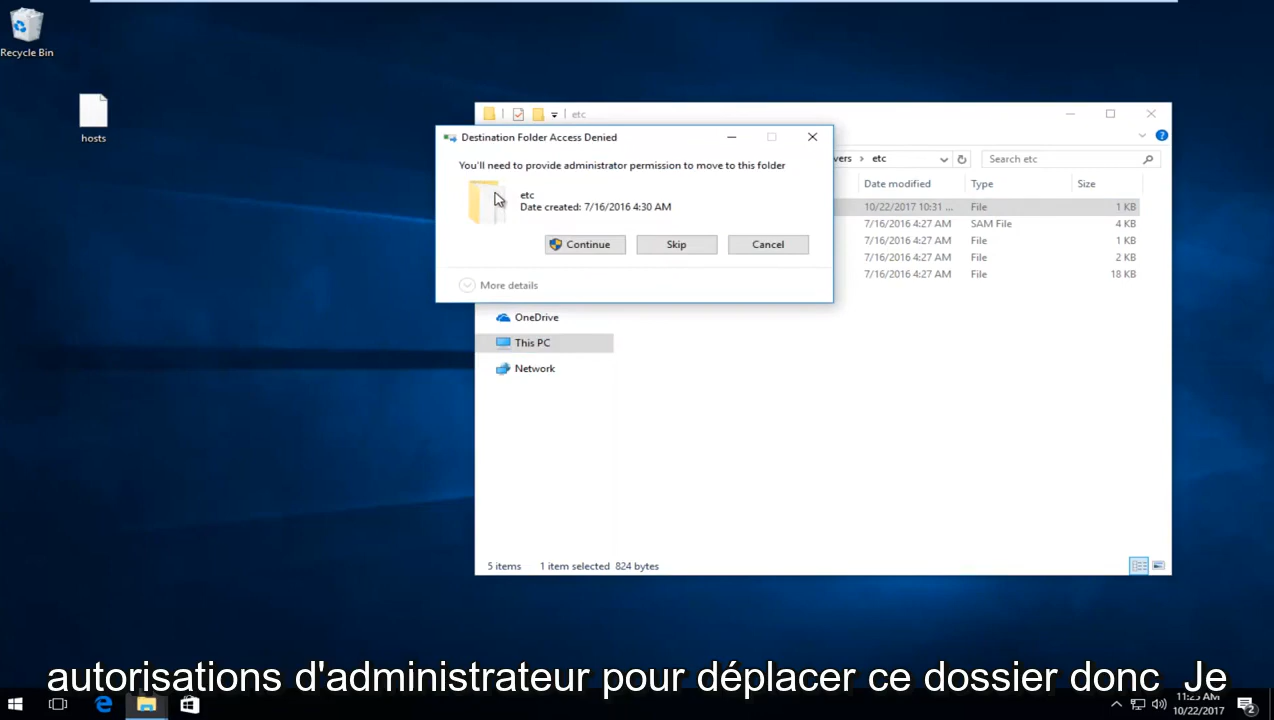 Recycle Bin
hosts
etc
Destination Folder Access Denied
You'll need to provide administrator permission to move to this folder
etc
Date created: 7/16/2016 4:30 AM
Continue
Skip
Cancel
More details
vers › etc
Search etc
Date modified
Type
Size
10/22/2017 10:31 ...
File
1 KB
7/16/2016 4:27 AM
SAM File
4 KB
7/16/2016 4:27 AM
File
1 KB
7/16/2016 4:27 AM
File
2 KB
7/16/2016 4:27 AM
File
18 KB
OneDrive
This PC
Network
5 items
1 item selected 824 bytes
autorisations d'administrateur pour déplacer ce dossier donc Je
10/22/2017
2